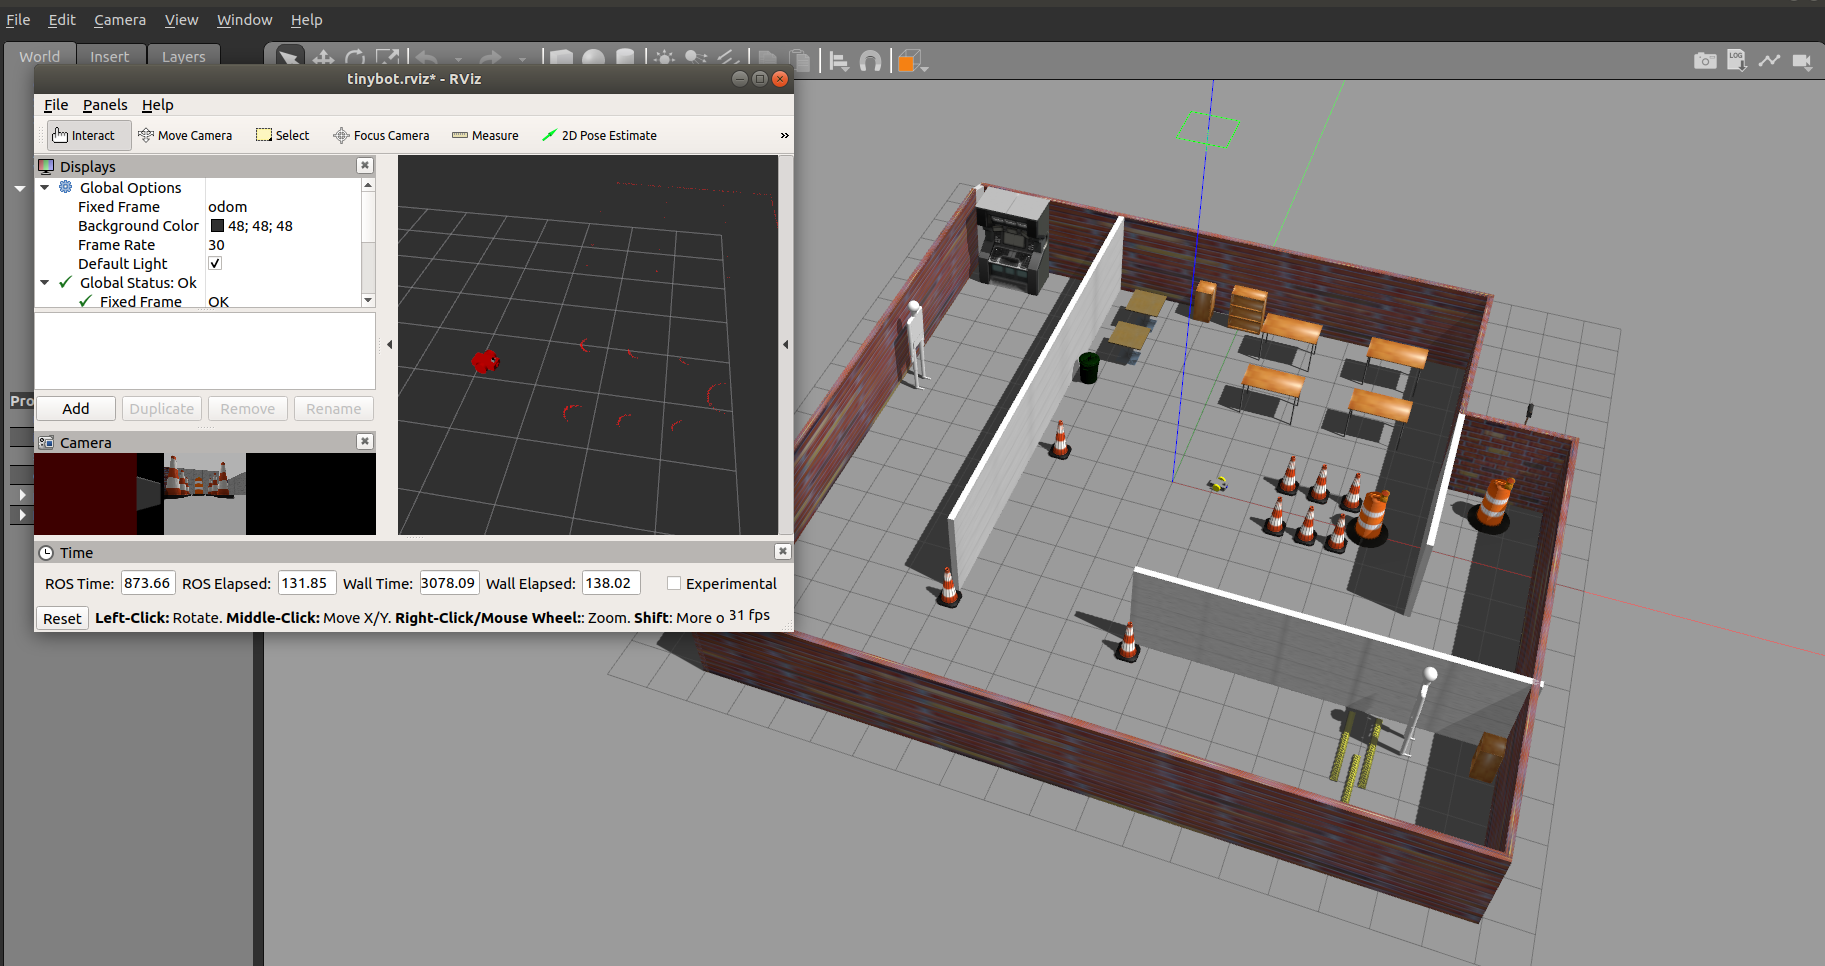 File Edit Camera View Window Help
World Insert Layers
LOG
tinybot.rviz* - RViz
File Panels Help
Interact Move Camera Select Focus Camera Measure 2D Pose Estimate »
Displays
Global Options
Fixed Frame odom
Background Color 48; 48; 48
Frame Rate 30
Default Light
Global Status: Ok
Fixed Frame OK
Pro
Add Duplicate Remove Rename
Camera
Time
ROS Time: 873.66 ROS Elapsed: 131.85 Wall Time: 3078.09 Wall Elapsed: 138.02 Experimental
Reset Left-Click: Rotate. Middle-Click: Move X/Y. Right-Click/Mouse Wheel:: Zoom. Shift: More o 31 fps